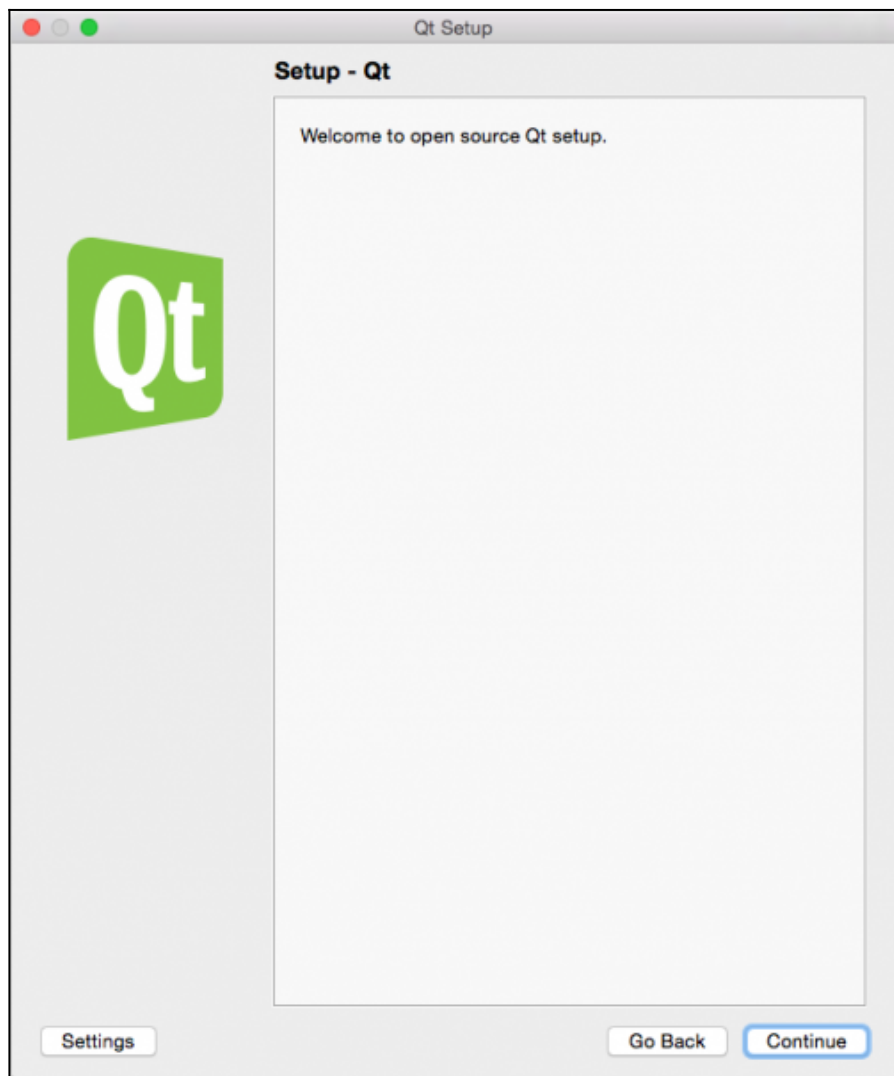 Qt Setup
Setup - Qt
Welcome to open source Qt setup.
Qt
Settings
Go Back
Continue